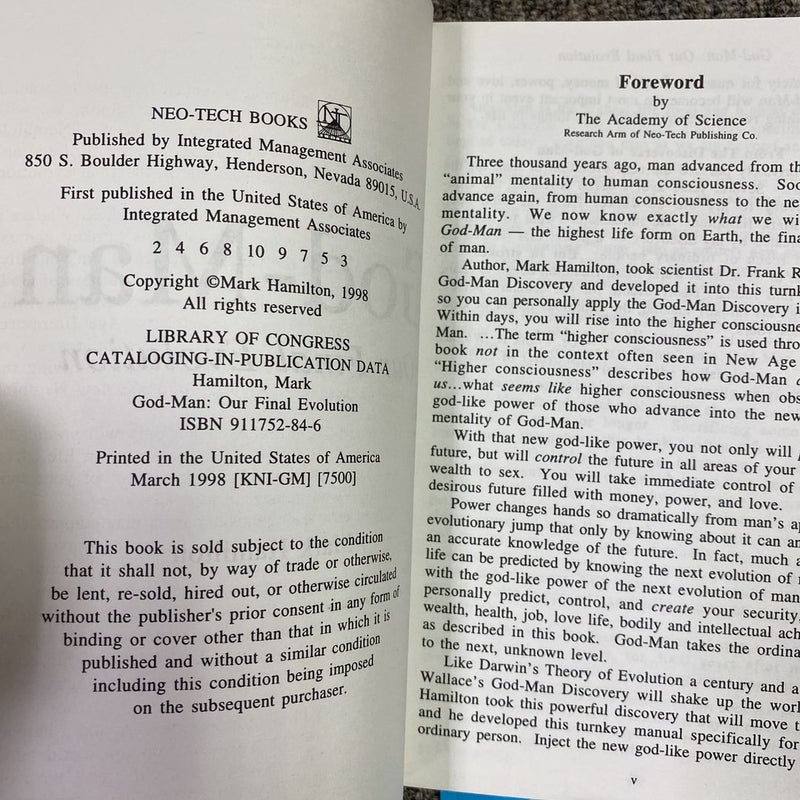 NEO-TECH BOOKS
Published by Integrated Management Associates
850 S. Boulder Highway, Henderson, Nevada 89015, U.S.A.
First published in the United States of America by
Integrated Management Associates
2 4 6 8 10 9 7 5 3
Copyright ©Mark Hamilton, 1998
All rights reserved
LIBRARY OF CONGRESS
CATALOGING-IN-PUBLICATION DATA
Hamilton, Mark
God-Man: Our Final Evolution
ISBN 911752-84-6
Printed in the United States of America
March 1998 [KNI-GM] [7500]
This book is sold subject to the condition
that it shall not, by way of trade or otherwise,
be lent, re-sold, hired out, or otherwise circulated
without the publisher's prior consent in any form of
binding or cover other than that in which it is
published and without a similar condition
including this condition being imposed
on the subsequent purchaser.
Foreword
by
The Academy of Science
Research Arm of Neo-Tech Publishing Co.
Three thousand years ago, man advanced from th
"animal" mentality to human consciousness. Soo
advance again, from human consciousness to the ne
mentality. We now know exactly what we wi
God-Man — the highest life form on Earth, the fina
of man.
Author, Mark Hamilton, took scientist Dr. Frank R
God-Man Discovery and developed it into this turnk
so you can personally apply the God-Man Discovery i
Within days, you will rise into the higher consciousne
Man. ...The term "higher consciousness" is used thro
book not in the context often seen in New Age
"Higher consciousness" describes how God-Man
us...what seems like higher consciousness when obs
god-like power of those who advance into the new
mentality of God-Man.
With that new god-like power, you not only will
future, but will control the future in all areas of your
wealth to sex. You will take immediate control of
desirous future filled with money, power, and love.
Power changes hands so dramatically from man's a
evolutionary jump that only by knowing about it can an
an accurate knowledge of the future. In fact, much a
life can be predicted by knowing the next evolution of
with the god-like power of the next evolution of man
personally predict, control, and create your security,
wealth, health, job, love life, bodily and intellectual ach
as described in this book. God-Man takes the ordina
to the next, unknown level.
Like Darwin's Theory of Evolution a century and a
Wallace's God-Man Discovery will shake up the worl
Hamilton took this powerful discovery that will move t
and he developed this turnkey manual specifically for
ordinary person. Inject the new god-like power directly
v